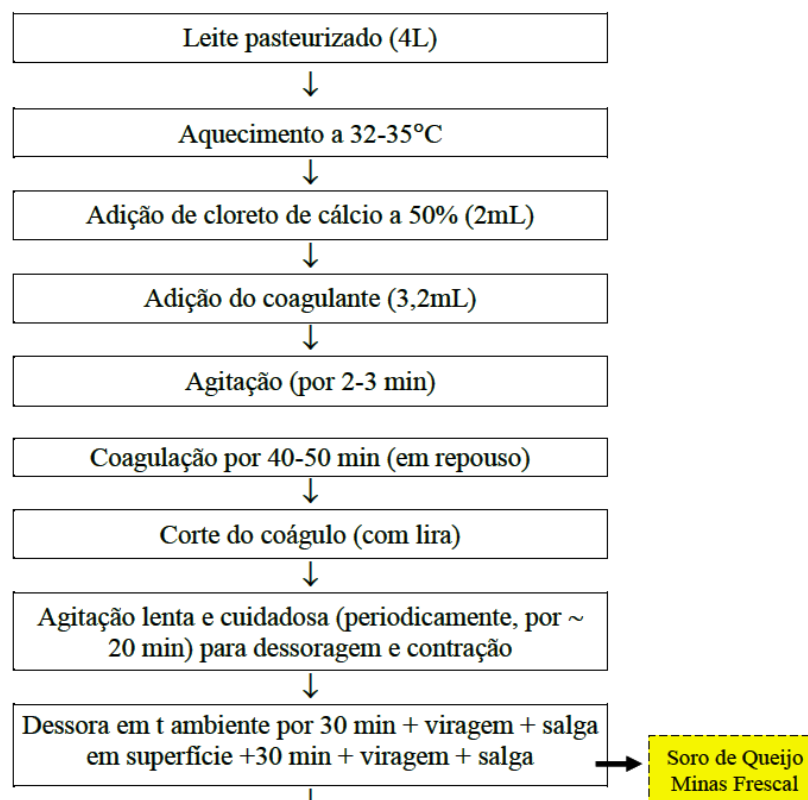 Leite pasteurizado (4L)
↓
Aquecimento a 32-35°C
↓
Adição de cloreto de cálcio a 50% (2mL)
↓
Adição do coagulante (3,2mL)
↓
Agitação (por 2-3 min)
Coagulação por 40-50 min (em repouso)
↓
Corte do coágulo (com lira)
↓
Agitação lenta e cuidadosa (periodicamente, por ~
20 min) para dessoragem e contração
↓
Dessora em t ambiente por 30 min + viragem + salga
em superfície +30 min + viragem + salga
Soro de Queijo
Minas Frescal